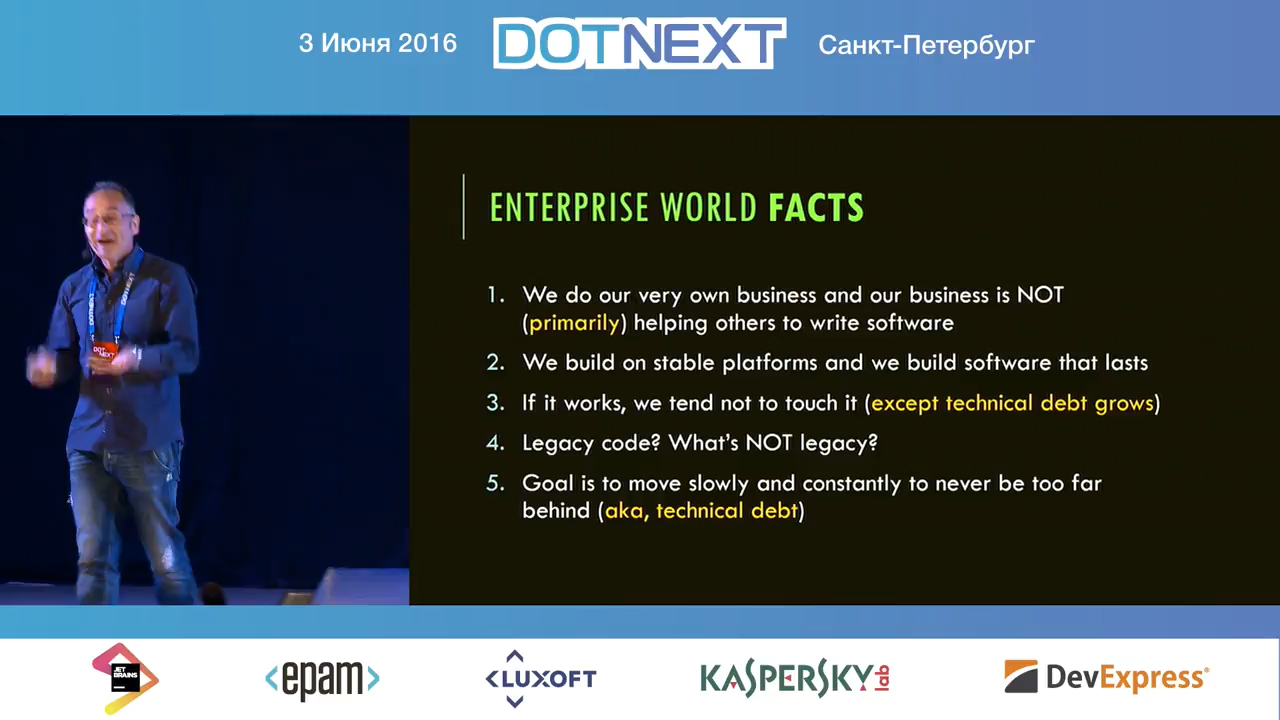 3 Июня 2016
DOTNEXT
Санкт-Петербург
ENTERPRISE WORLD FACTS
1. We do our very own business and our business is NOT
(primarily) helping others to write software
2. We build on stable platforms and we build software that lasts
3. If it works, we tend not to touch it (except technical debt grows)
4. Legacy code? What's NOT legacy?
5. Goal is to move slowly and constantly to never be too far
behind (aka, technical debt)
DOTNEXT
DOT
NEXT
JET
BRAINS
<epam>
LUXOFT
KASPERSKY lab
DevExpress®